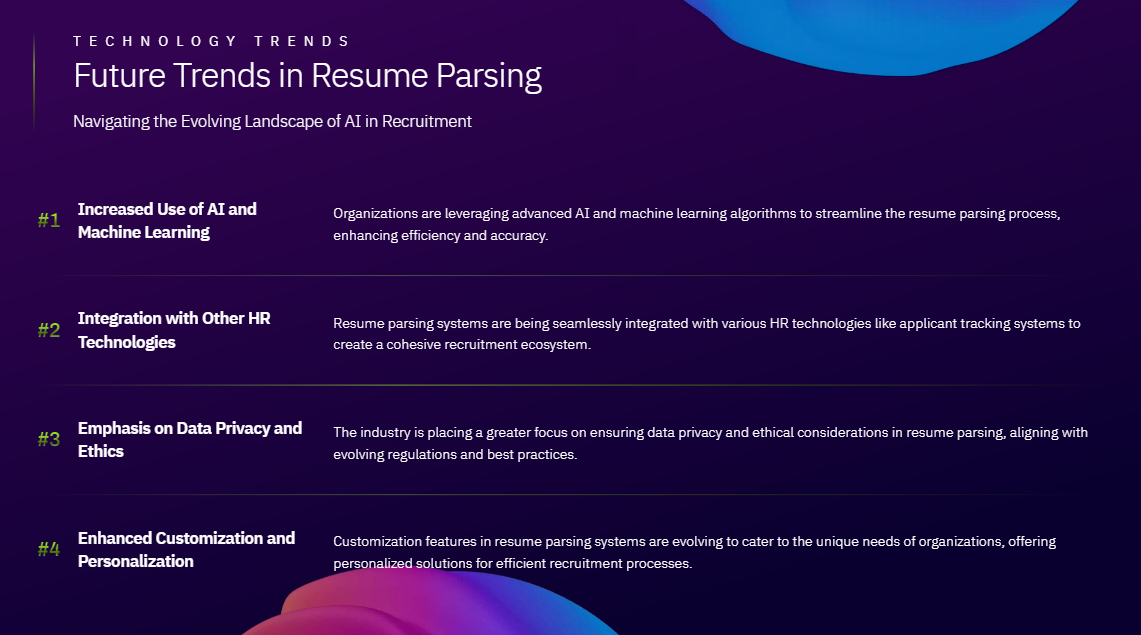 TECHNOLOGY TRENDS
Future Trends in Resume Parsing
Navigating the Evolving Landscape of AI in Recruitment
#1
Increased Use of AI and
Machine Learning
Organizations are leveraging advanced AI and machine learning algorithms to streamline the resume parsing process,
enhancing efficiency and accuracy.
#2
Integration with Other HR
Technologies
Resume parsing systems are being seamlessly integrated with various HR technologies like applicant tracking systems to
create a cohesive recruitment ecosystem.
#3
Emphasis on Data Privacy and
Ethics
The industry is placing a greater focus on ensuring data privacy and ethical considerations in resume parsing, aligning with
evolving regulations and best practices.
#4
Enhanced Customization and
Personalization
Customization features in resume parsing systems are evolving to cater to the unique needs of organizations, offering
personalized solutions for efficient recruitment processes.